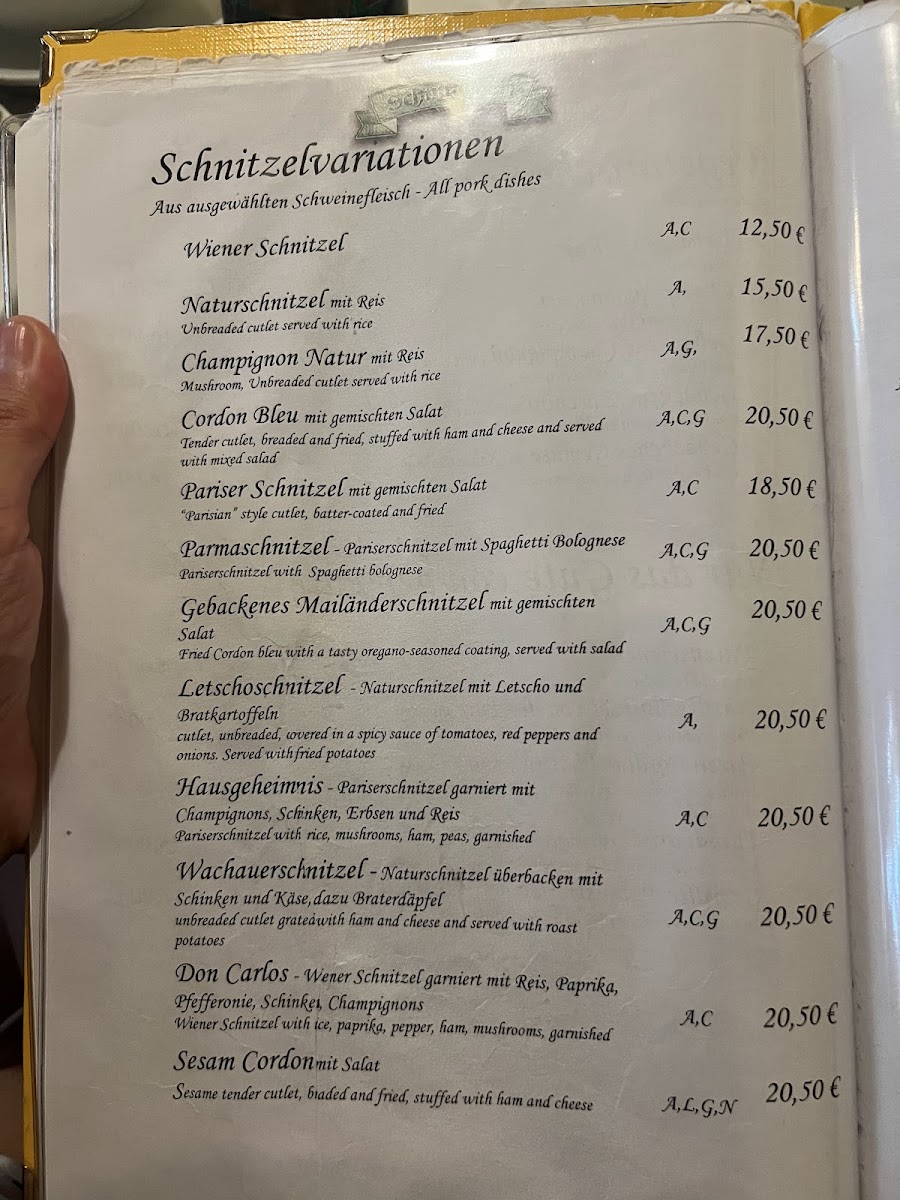 Schnitzelvariationen
Aus ausgewählten Schweinefleisch - All pork dishes
Wiener Schnitzel A,C 12,50 €
Naturschnitzel mit Reis A, 15,50 €
Unbreaded cutlet served with rice
Champignon Natur mit Reis A,G, 17,50 €
Mushroom, Unbreaded cutlet served with rice
Cordon Bleu mit gemischten Salat A,C,G 20,50 €
Tender cutlet, breaded and fried, stuffed with ham and cheese and served
with mixed salad
Pariser Schnitzel mit gemischten Salat A,C 18,50 €
"Parisian" style cutlet, batter-coated and fried
Parmaschnitzel - Pariserschnitzel mit Spaghetti Bolognese A,C,G 20,50 €
Pariserschnitzel with Spaghetti bolognese
Gebackenes Mailänderschnitzel mit gemischten 20,50 €
Salat A,C,G
Fried Cordon bleu with a tasty oregano-seasoned coating, served with salad
Letschoschnitzel - Naturschnitzel mit Letscho und
Bratkartoffeln A, 20,50 €
cutlet, unbreaded, covered in a spicy sauce of tomatoes, red peppers and
onions. Served with fried potatoes
Hausgeheimnis - Pariserschnitzel garniert mit
Champignons, Schinken, Erbsen und Reis A,C 20,50 €
Pariserschnitzel with rice, mushrooms, ham, peas, garnished
Wachauerschnitzel - Naturschnitzel überbacken mit
Schinken und Käse, dazu Braterdäpfel A,C,G 20,50 €
unbreaded cutlet grateàwith ham and cheese and served with roast
potatoes
Don Carlos - Wener Schnitzel garniert mit Reis, Paprika,
Pfefferonie, Schinken, Champignons A,C 20,50 €
Wiener Schnitzel with ice, paprika, pepper, ham, mushrooms, garnished
Sesam Cordon mit Salat
Sesame tender cutlet, braded and fried, stuffed with ham and cheese A,L,G,N 20,50 €